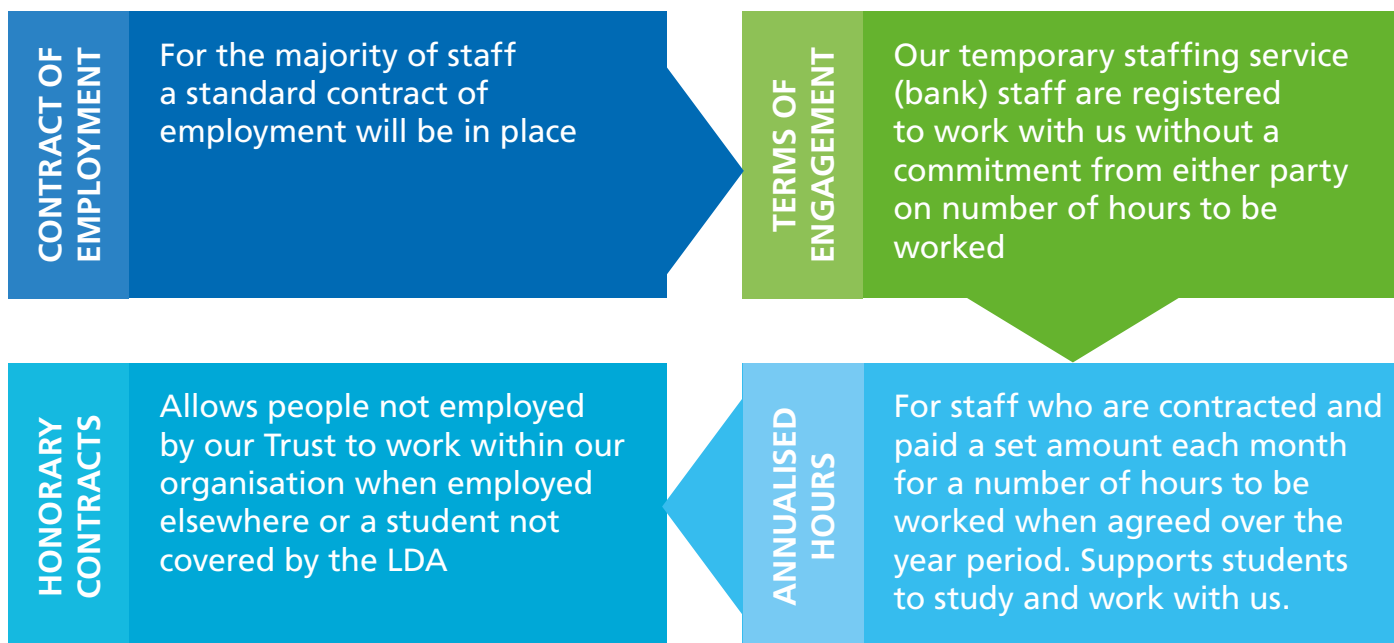 CONTRACT OF
EMPLOYMENT
For the majority of staff
a standard contract of
employment will be in place
TERMS OF
ENGAGEMENT
Our temporary staffing service
(bank) staff are registered
to work with us without a
commitment from either party
on number of hours to be
worked
ANNUALISED
HOURS
For staff who are contracted and
paid a set amount each month
for a number of hours to be
worked when agreed over the
year period. Supports students
to study and work with us.
HONORARY
CONTRACTS
Allows people not employed
by our Trust to work within our
organisation when employed
elsewhere or a student not
covered by the LDA